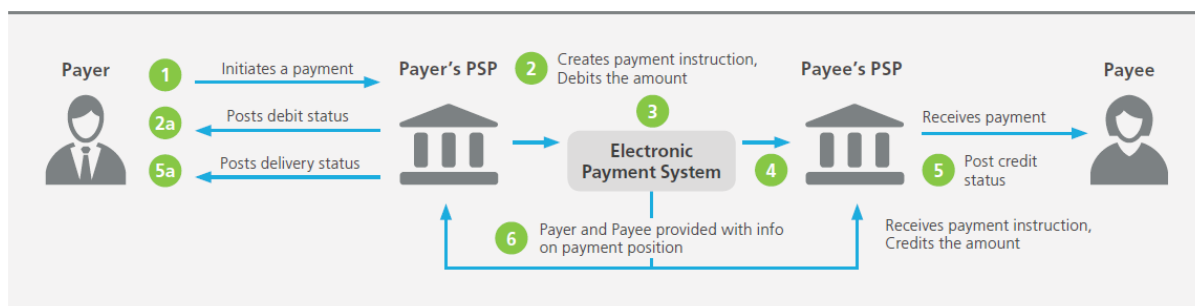 Payer
1
Initiates a payment
Payer's PSP
2
Creates payment instruction,
Debits the amount
Payee's PSP
Payee
2a
Posts debit status
3
Receives payment
5a
Posts delivery status
Electronic
Payment System
4
5
Post credit
status
6
Payer and Payee provided with info
on payment position
Receives payment instruction,
Credits the amount